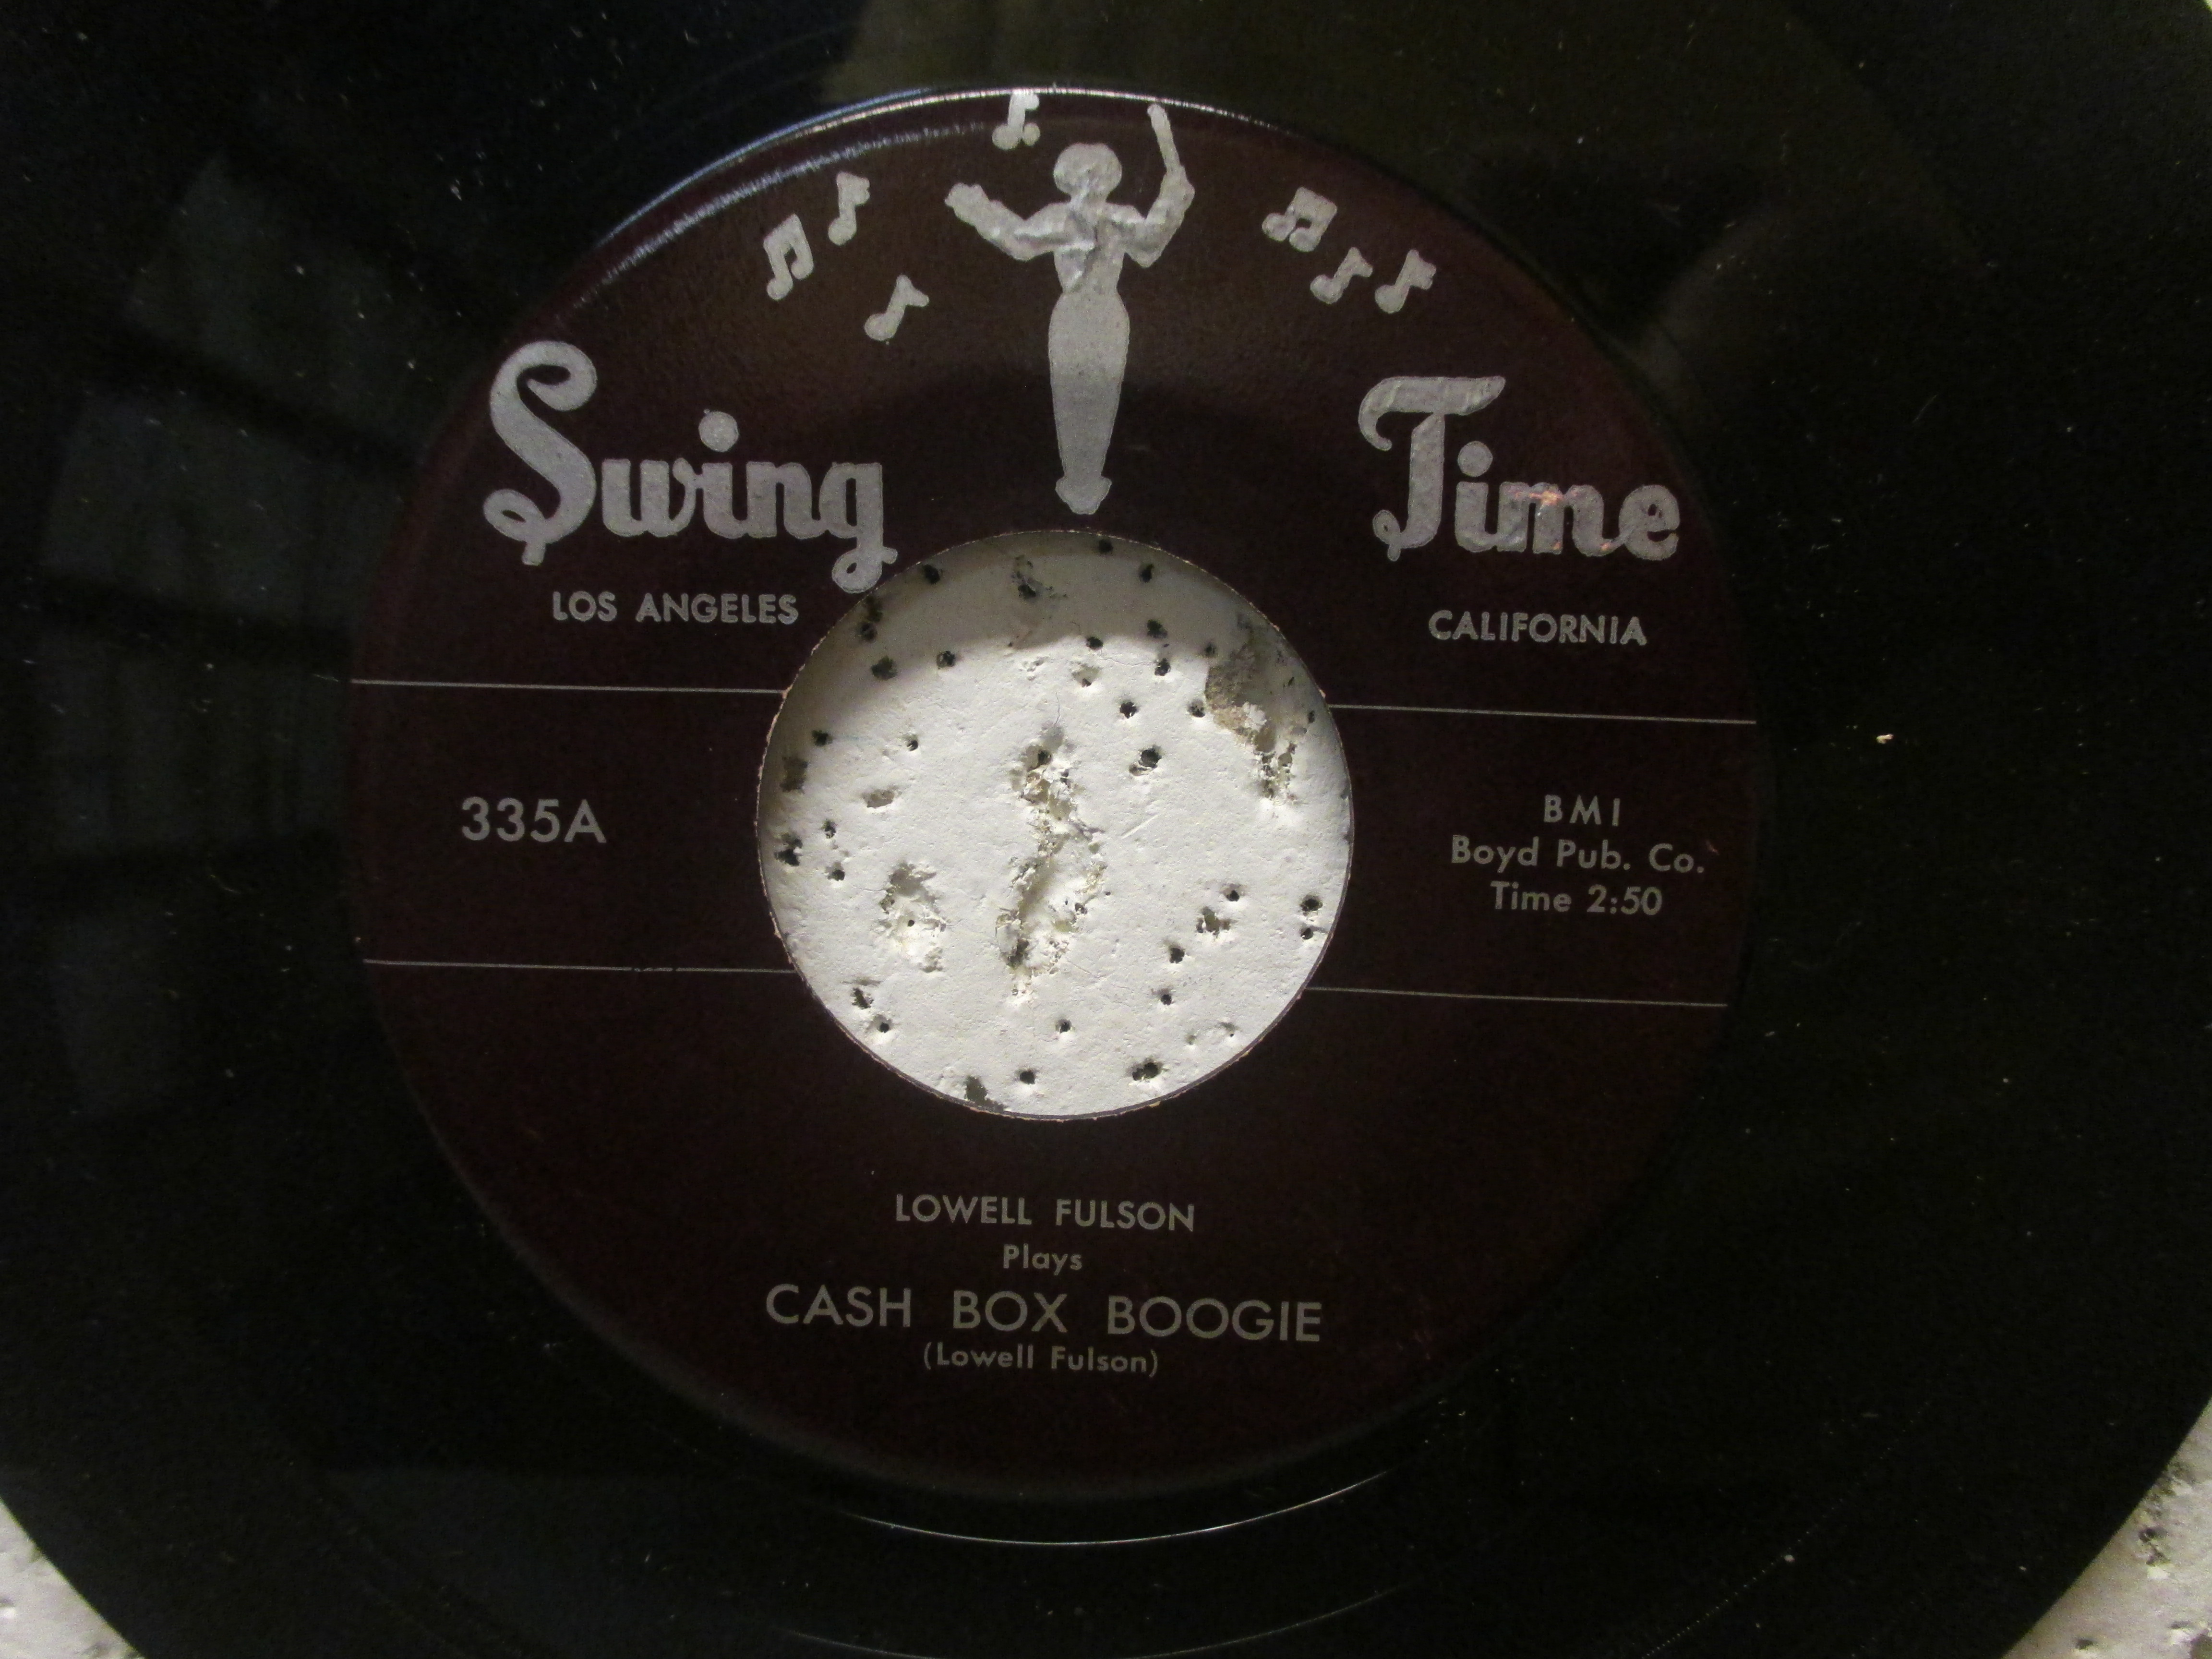 Swing Time
LOS ANGELES CALIFORNIA
335A
BMI
Boyd Pub. Co.
Time 2:50
LOWELL FULSON
Plays
CASH BOX BOOGIE
(Lowell Fulson)